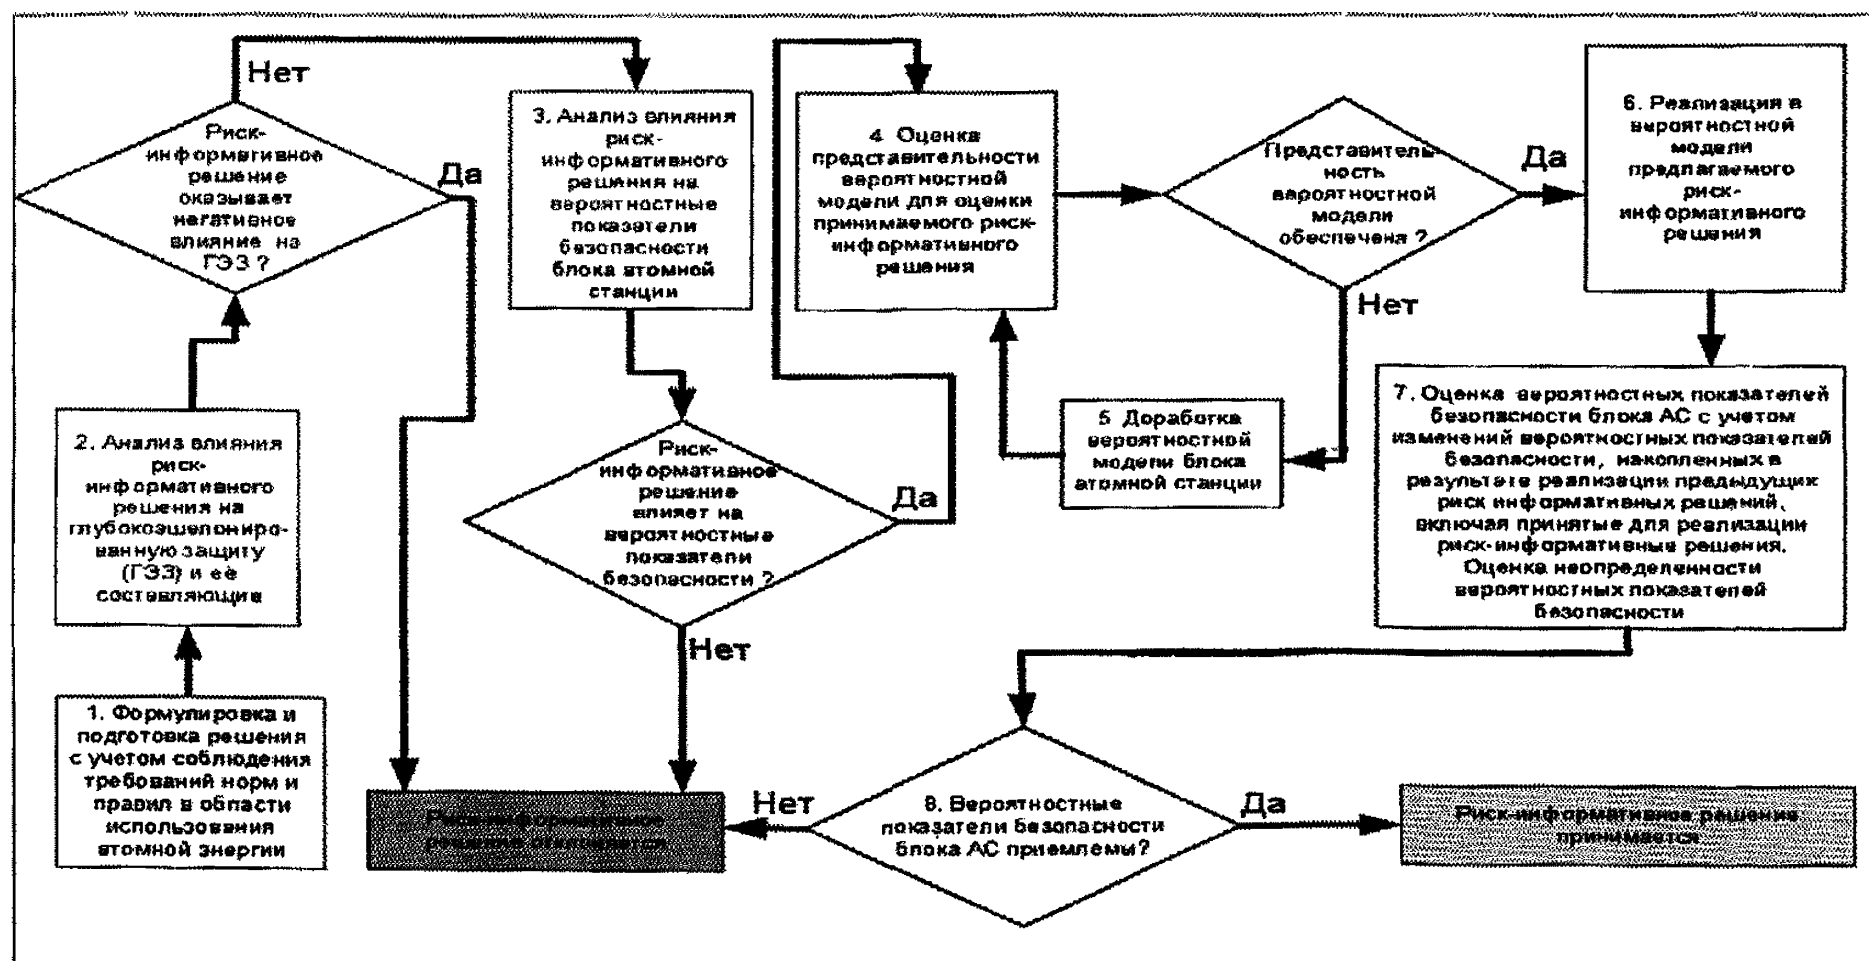 1. Формулировка и
подготовка решения
с учетом соблюдения
требований норм и
правил в области
использования
атомной энергии
2. Анализ влияния
риск-
информативного
решения на
глубокоэшелониро-
ванную защиту
(ГЭЗ) и её
составляющие
Риск-
информативное
решение
оказывает
негативное
влияние на
ГЭЗ ?
Нет
Да
3. Анализ влияния
риск-
информативного
решения на
вероятностные
показатели
безопасности
блока атомной
станции
Риск-
информативное
решение
влияет на
вероятностные
показатели
безопасности ?
Да
Нет
4 Оценка
представительности
вероятностной
модели для оценки
принимаемого риск-
информативного
решения
Представитель-
ность
вероятностной
модели
обеспечена ?
Да
Нет
5 Доработка
вероятностной
модели блока
атомной станции
6. Реализация в
вероятностной
модели
предлагаемого
риск-
информативного
решения
7. Оценка вероятностных показателей
безопасности блока АС с учетом
изменений вероятностных показателей
безопасности, накопленных в
результате реализации предыдущих
риск информативных решений,
включая принятые для реализации
риск-информативные решения.
Оценка неопределенности
вероятностных показателей
безопасности
8. Вероятностные
показатели безопасности
блока АС приемлемы?
Нет
Да
Риск-информативное
решение отклоняется
Риск-информативное решение
принимается